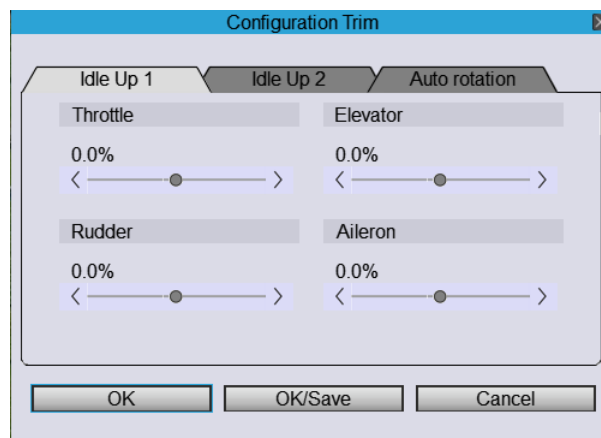 Configuration Trim
Idle Up 1 Idle Up 2 Auto rotation
Throttle Elevator
0.0% 0.0%
Rudder Aileron
0.0% 0.0%
OK OK/Save Cancel